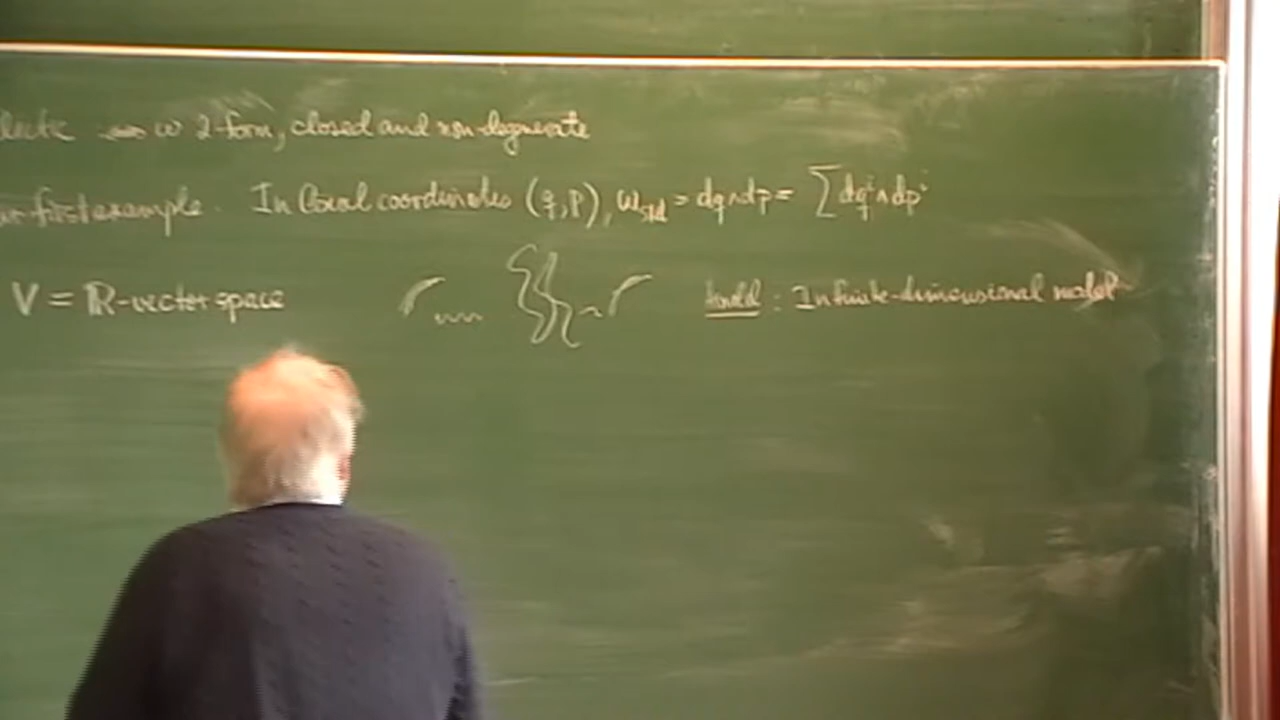 ω 2-form, closed and non-degenerate
first example. In local coordinates (q, p), ω_std = dq∧dp = ∑ dq^i ∧ dp^i
V = ℝ-vector space : Infinite-dimensional model